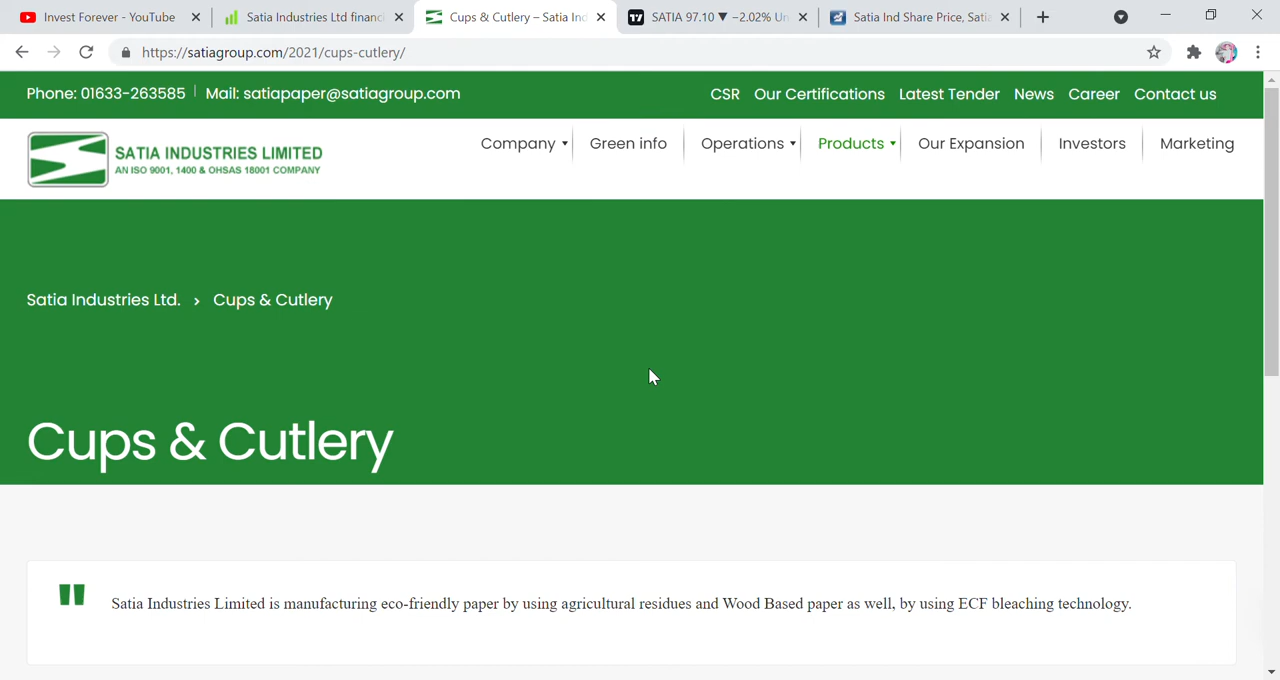 Invest Forever - YouTube
Satia Industries Ltd financi
Cups & Cutlery – Satia Ind
SATIA 97.10 ▼ −2.02% Un
Satia Ind Share Price, Satia
https://satiagroup.com/2021/cups-cutlery/
Phone: 01633-263585 | Mail: satiapaper@satiagroup.com
CSR Our Certifications Latest Tender News Career Contact us
SATIA INDUSTRIES LIMITED
AN ISO 9001, 1400 & OHSAS 18001 COMPANY
Company Green info Operations Products Our Expansion Investors Marketing
Satia Industries Ltd. › Cups & Cutlery
Cups & Cutlery
" Satia Industries Limited is manufacturing eco-friendly paper by using agricultural residues and Wood Based paper as well, by using ECF bleaching technology.